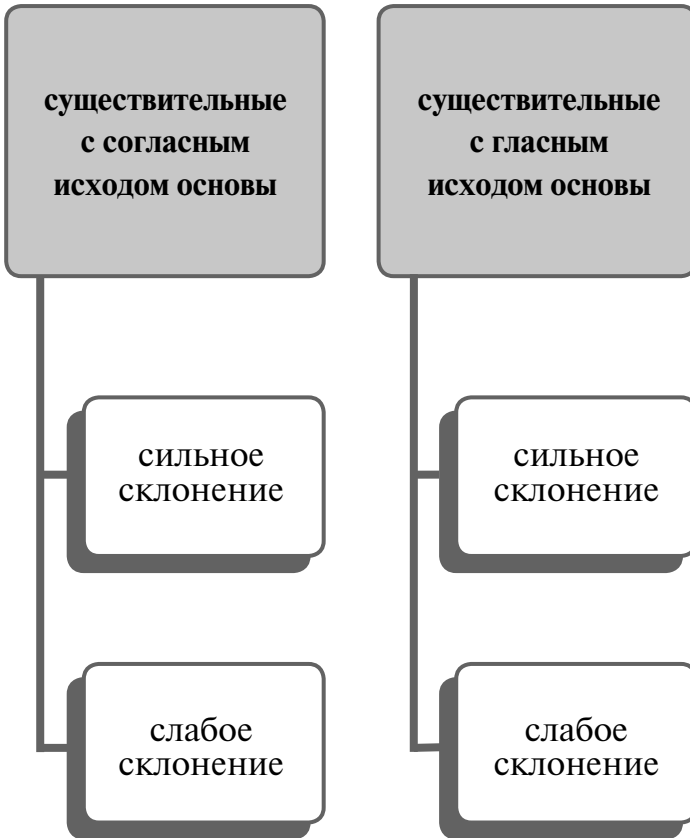 существительные
с согласным
исходом основы
сильное
склонение
слабое
склонение
существительные
с гласным
исходом основы
сильное
склонение
слабое
склонение